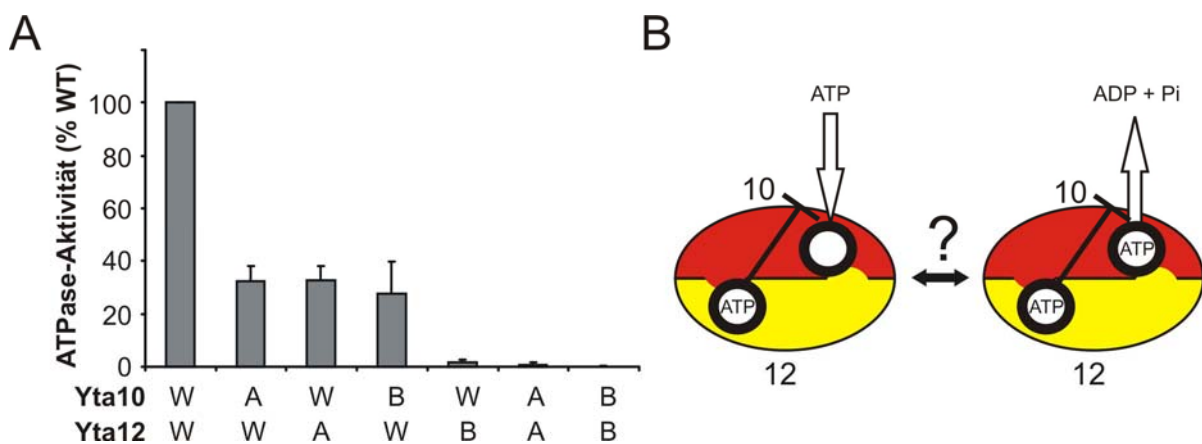 A
ATPase-Aktivität (% WT)
100
80
60
40
20
0
Yta10 W A W B W A B
Yta12 W W A W B A B
B
ATP
ADP + Pi
10
10
?
ATP
ATP
ATP
12
12